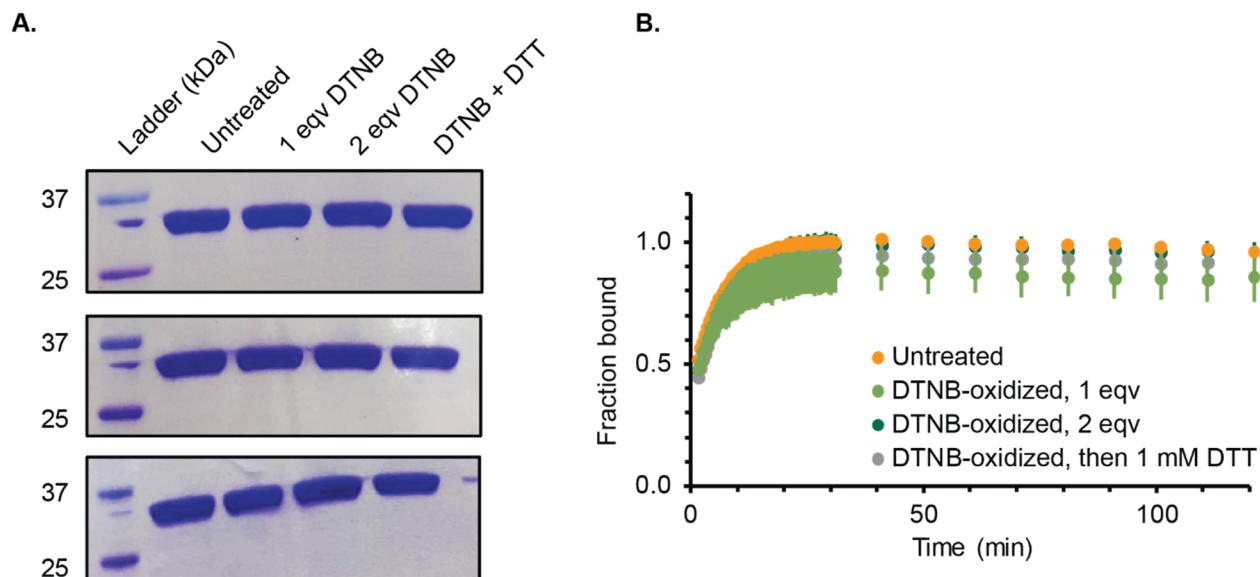 A.
Ladder (kDa)
Untreated
1 eqv DTNB
2 eqv DTNB
DTNB + DTT
37
25
37
25
37
25
B.
Fraction bound
1.0
0.5
0.0
Untreated
DTNB-oxidized, 1 eqv
DTNB-oxidized, 2 eqv
DTNB-oxidized, then 1 mM DTT
0
50
100
Time (min)